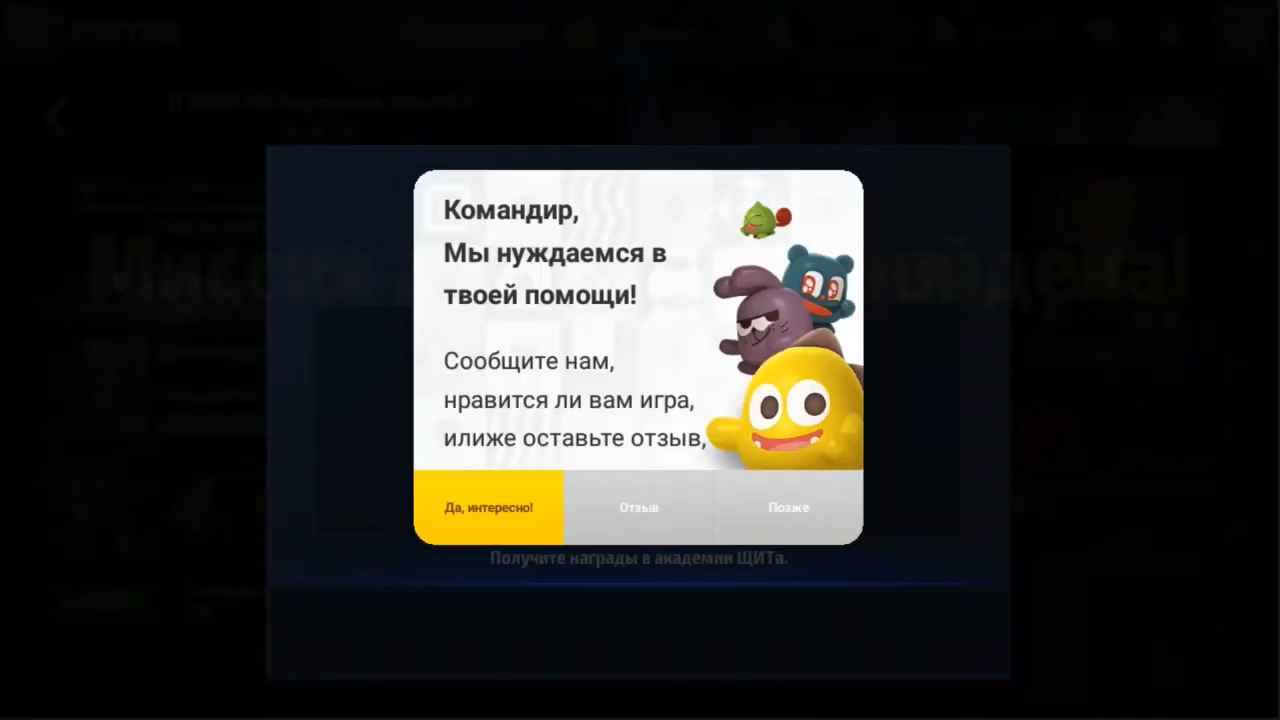 Командир,
Мы нуждаемся в
твоей помощи!
Сообщите нам,
нравится ли вам игра,
илиже оставьте отзыв,
Да, интересно!
Отзыв
Позже
Получите награды в академии ЩИТа.